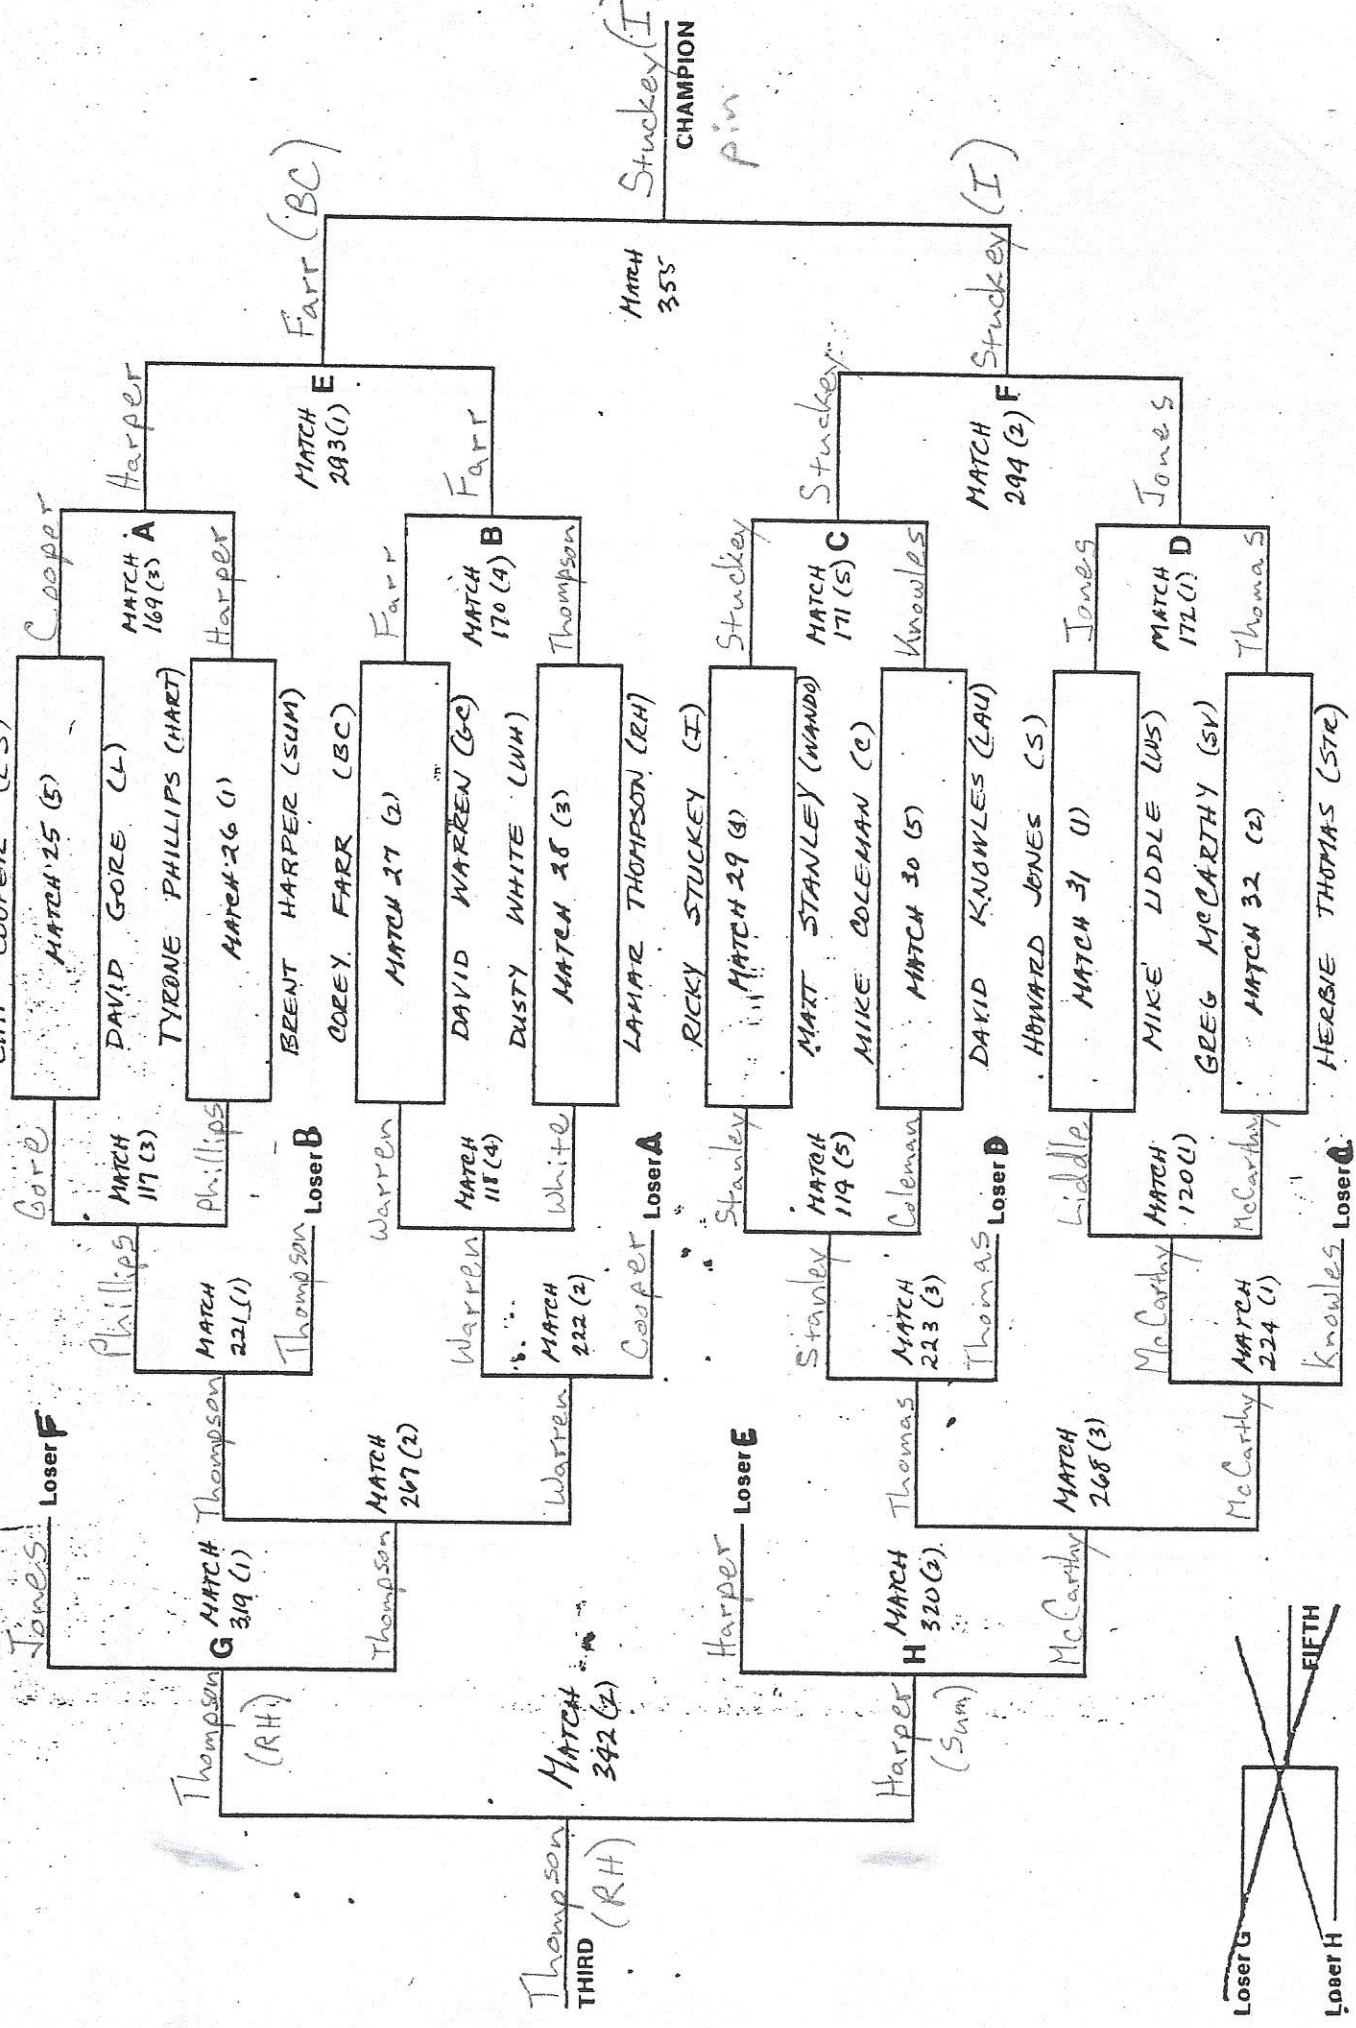 DAVID GORE (L)
TYRONE PHILLIPS (HART)
BRENT HARPER (SUM)
COREY FARR (BC)
DAVID WARREN (GC)
DUSTY WHITE (WH)
LAMAR THOMPSON (RH)
RICKY STUCKEY (I)
MATT STANLEY (WANDO)
MIKE COLEMAN (C)
DAVID KNOWLES (LAU)
HOWARD JONES (S)
MIKE LIDDLE (WS)
GREG MCCARTHY (SV)
HERBIE THOMAS (STR)
MATCH 25 (5)
MATCH 26 (1)
MATCH 27 (2)
MATCH 28 (3)
MATCH 29 (4)
MATCH 30 (5)
MATCH 31 (1)
MATCH 32 (2)
Cooper
MATCH
169 (3) A
Harper
Farr
MATCH
170 (4) B
Thompson
Stuckey
MATCH
171 (5) C
Knowles
Jones
MATCH
172 (1) D
Thomas
Harper
MATCH
293 (1) E
Farr
Stuckey
MATCH
294 (2) F
Jones
Farr (BC)
MATCH
355
Stuckey (I)
Stuckey (I)
CHAMPION
pin
Gore
MATCH
117 (3)
Phillips
Warren
MATCH
118 (4)
White
Stanley
MATCH
119 (5)
Coleman
Liddle
MATCH
120 (1)
McCarthy
Phillips
MATCH
221 (1)
Thompson Loser B
Warren
MATCH
222 (2)
Cooper Loser A
Stanley
MATCH
223 (3)
Thomas Loser D
McCarthy
MATCH
224 (1)
Knowles Loser C
Thompson
MATCH
267 (2)
Warren
Thomas
MATCH
268 (3)
McCarthy
Jones Loser F
G MATCH
319 (1)
Thompson
Harper Loser E
H MATCH
320 (2)
McCarthy
Thompson
(RH)
MATCH
342 (2)
Harper
(Sum)
Thompson
THIRD (RH)
Loser G
Loser H
FIFTH